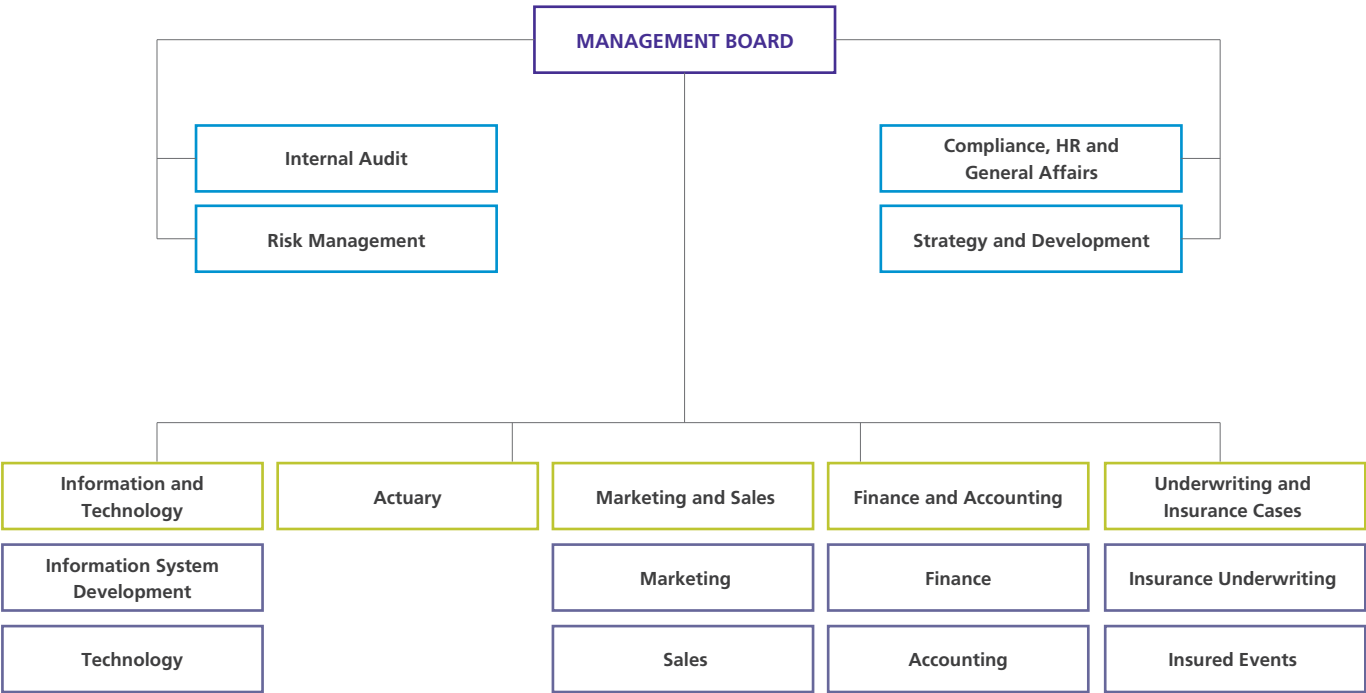 MANAGEMENT BOARD
Internal Audit
Compliance, HR and
General Affairs
Risk Management
Strategy and Development
Information and
Technology
Actuary
Marketing and Sales
Finance and Accounting
Underwriting and
Insurance Cases
Information System
Development
Marketing
Finance
Insurance Underwriting
Technology
Sales
Accounting
Insured Events